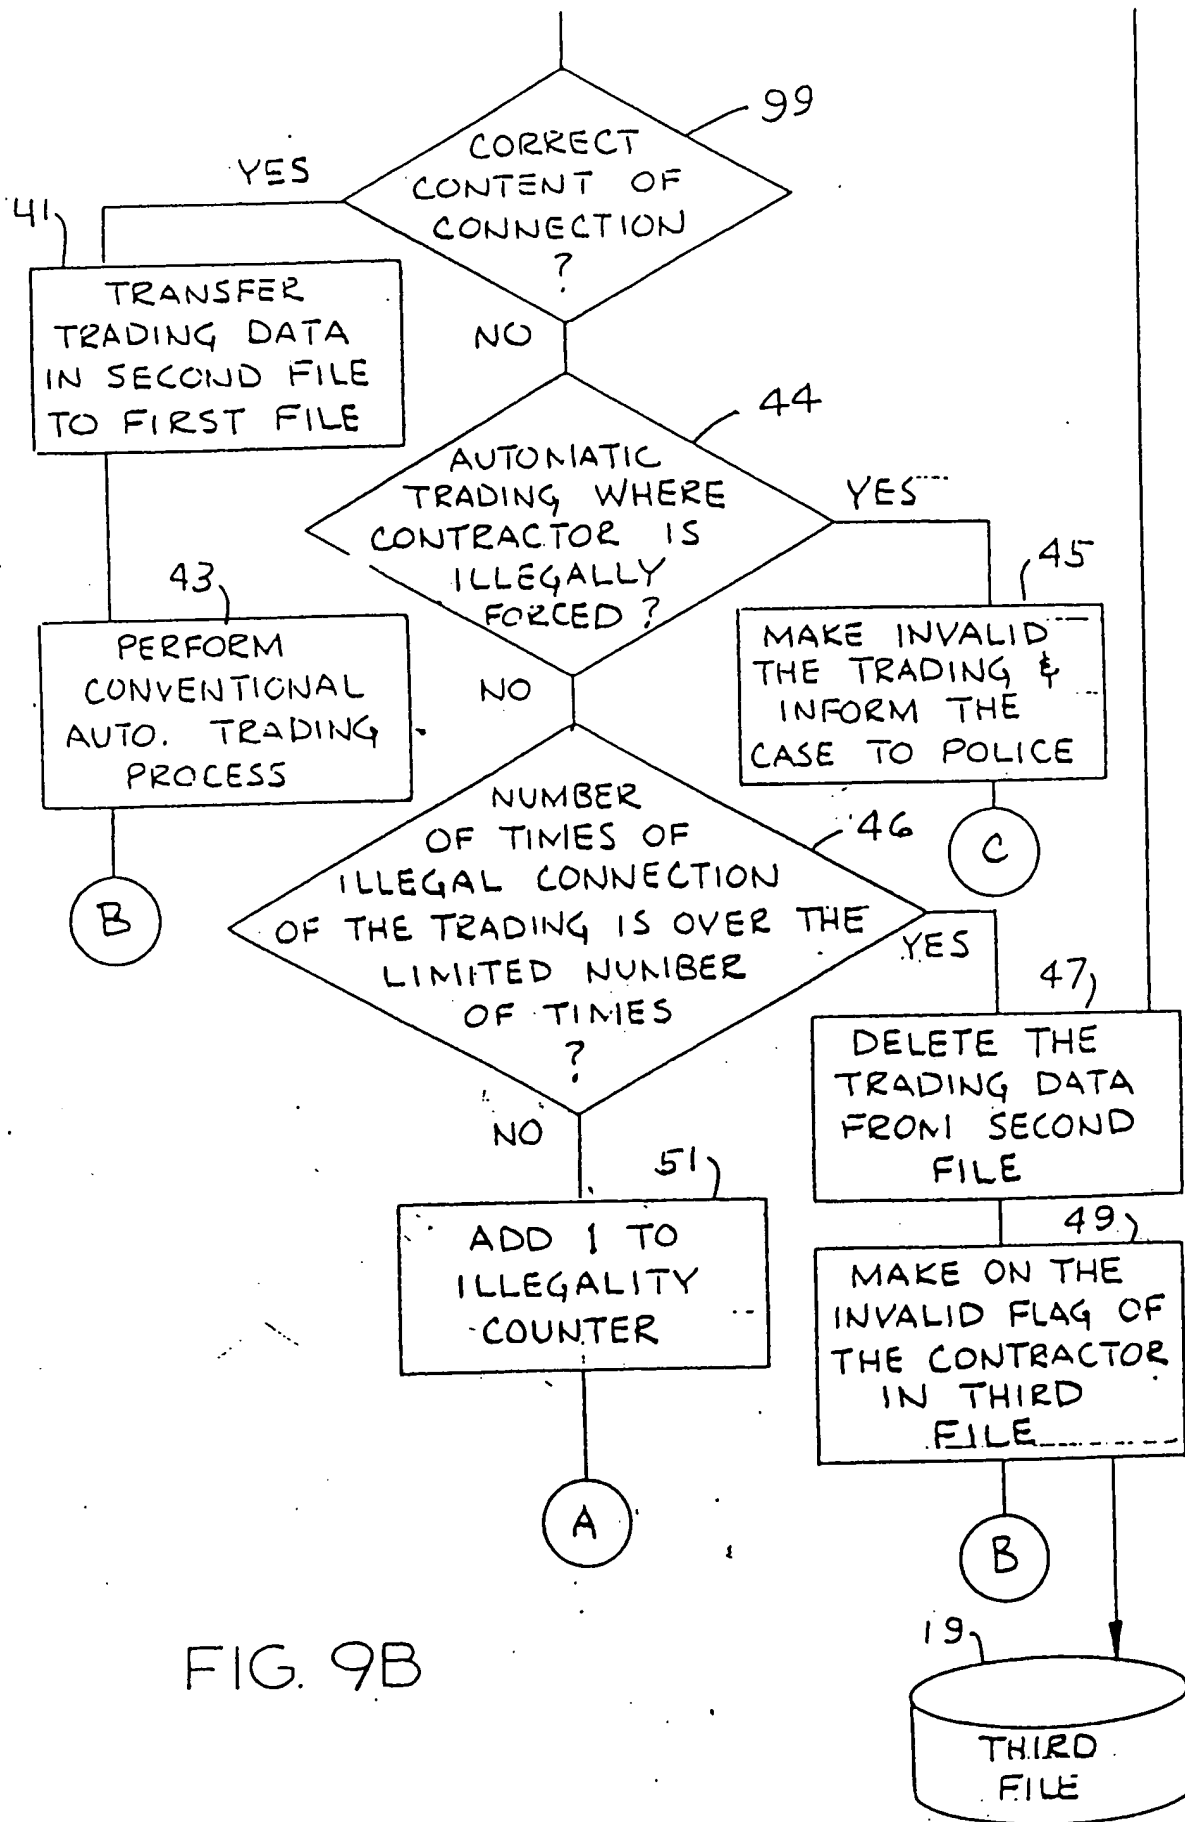 99
CORRECT
CONTENT OF
CONNECTION
?
YES
NO
41
TRANSFER
TRADING DATA
IN SECOND FILE
TO FIRST FILE
44
AUTOMATIC
TRADING WHERE
CONTRACTOR IS
ILLEGALLY
FORCED ?
YES
NO
43
PERFORM
CONVENTIONAL
AUTO. TRADING
PROCESS
B
45
MAKE INVALID
THE TRADING &
INFORM THE
CASE TO POLICE
C
46
NUMBER
OF TIMES OF
ILLEGAL CONNECTION
OF THE TRADING IS OVER THE
LIMITED NUMBER
OF TIMES
?
YES
NO
47
DELETE THE
TRADING DATA
FROM SECOND
FILE
51
ADD 1 TO
ILLEGALITY
COUNTER
A
49
MAKE ON THE
INVALID FLAG OF
THE CONTRACTOR
IN THIRD
FILE
B
19
THIRD
FILE
FIG. 9B